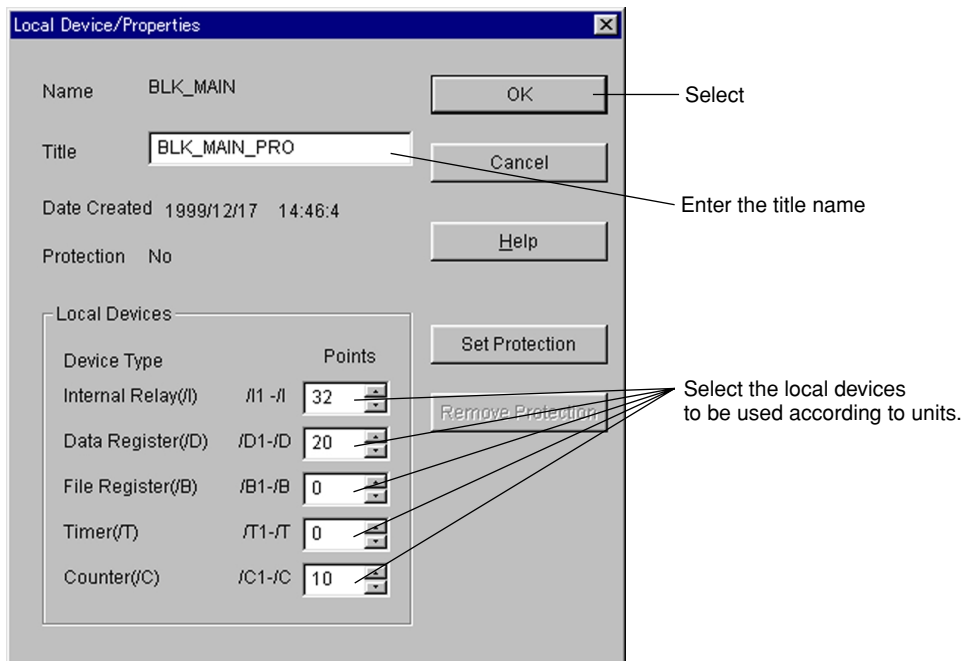 Local Device/Properties
Name BLK_MAIN
OK
Select
Title BLK_MAIN_PRO
Cancel
Enter the title name
Date Created 1999/12/17 14:46:4
Help
Protection No
Local Devices
Set Protection
Device Type Points
Internal Relay(/I) /I1 -/I 32
Remove Protection
Select the local devices
to be used according to units.
Data Register(/D) /D1-/D 20
File Register(/B) /B1-/B 0
Timer(/T) /T1-/T 0
Counter(/C) /C1-/C 10